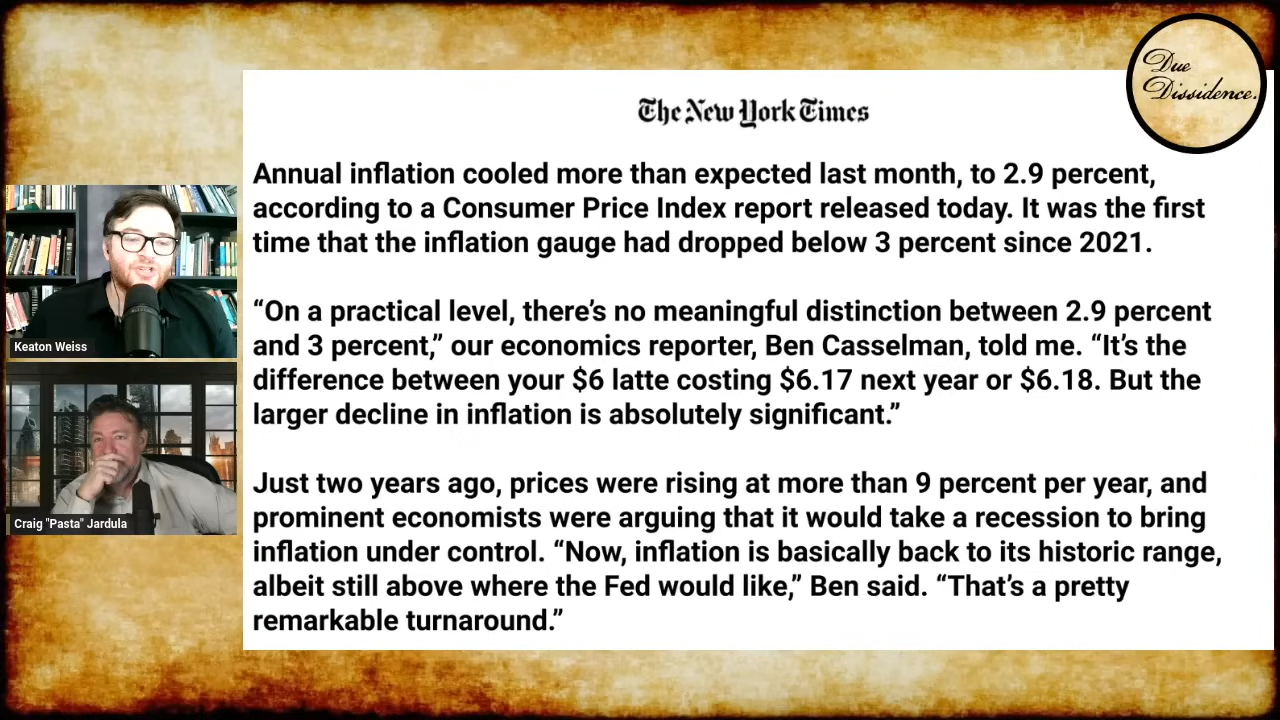 Due
Dissidence.
The New York Times
Annual inflation cooled more than expected last month, to 2.9 percent,
according to a Consumer Price Index report released today. It was the first
time that the inflation gauge had dropped below 3 percent since 2021.
“On a practical level, there’s no meaningful distinction between 2.9 percent
and 3 percent,” our economics reporter, Ben Casselman, told me. “It’s the
difference between your $6 latte costing $6.17 next year or $6.18. But the
larger decline in inflation is absolutely significant.”
Just two years ago, prices were rising at more than 9 percent per year, and
prominent economists were arguing that it would take a recession to bring
inflation under control. “Now, inflation is basically back to its historic range,
albeit still above where the Fed would like,” Ben said. “That’s a pretty
remarkable turnaround.”
Keaton Weiss
Craig "Pasta" Jardula